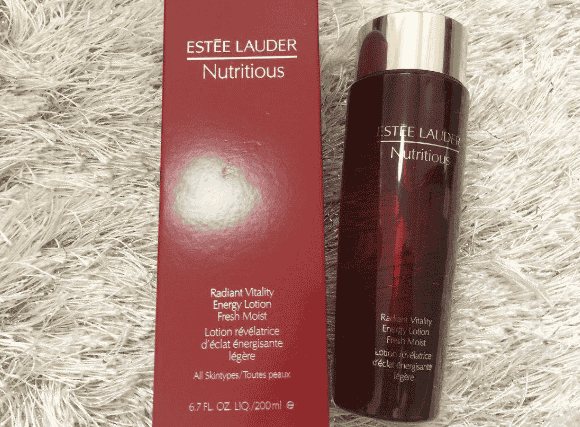 ESTĒE LAUDER
Nutritious
Radiant Vitality
Energy Lotion
Fresh Moist
Lotion révélatrice
d'éclat énergisante
légère
All Skintypes/Toutes peaux
6.7 FL. OZ. LIQ./200ml ℮
ESTĒE LAUDER
Nutritious
Radiant Vitality
Energy Lotion
Fresh Moist
Lotion révélatrice
d'éclat énergisante
légère